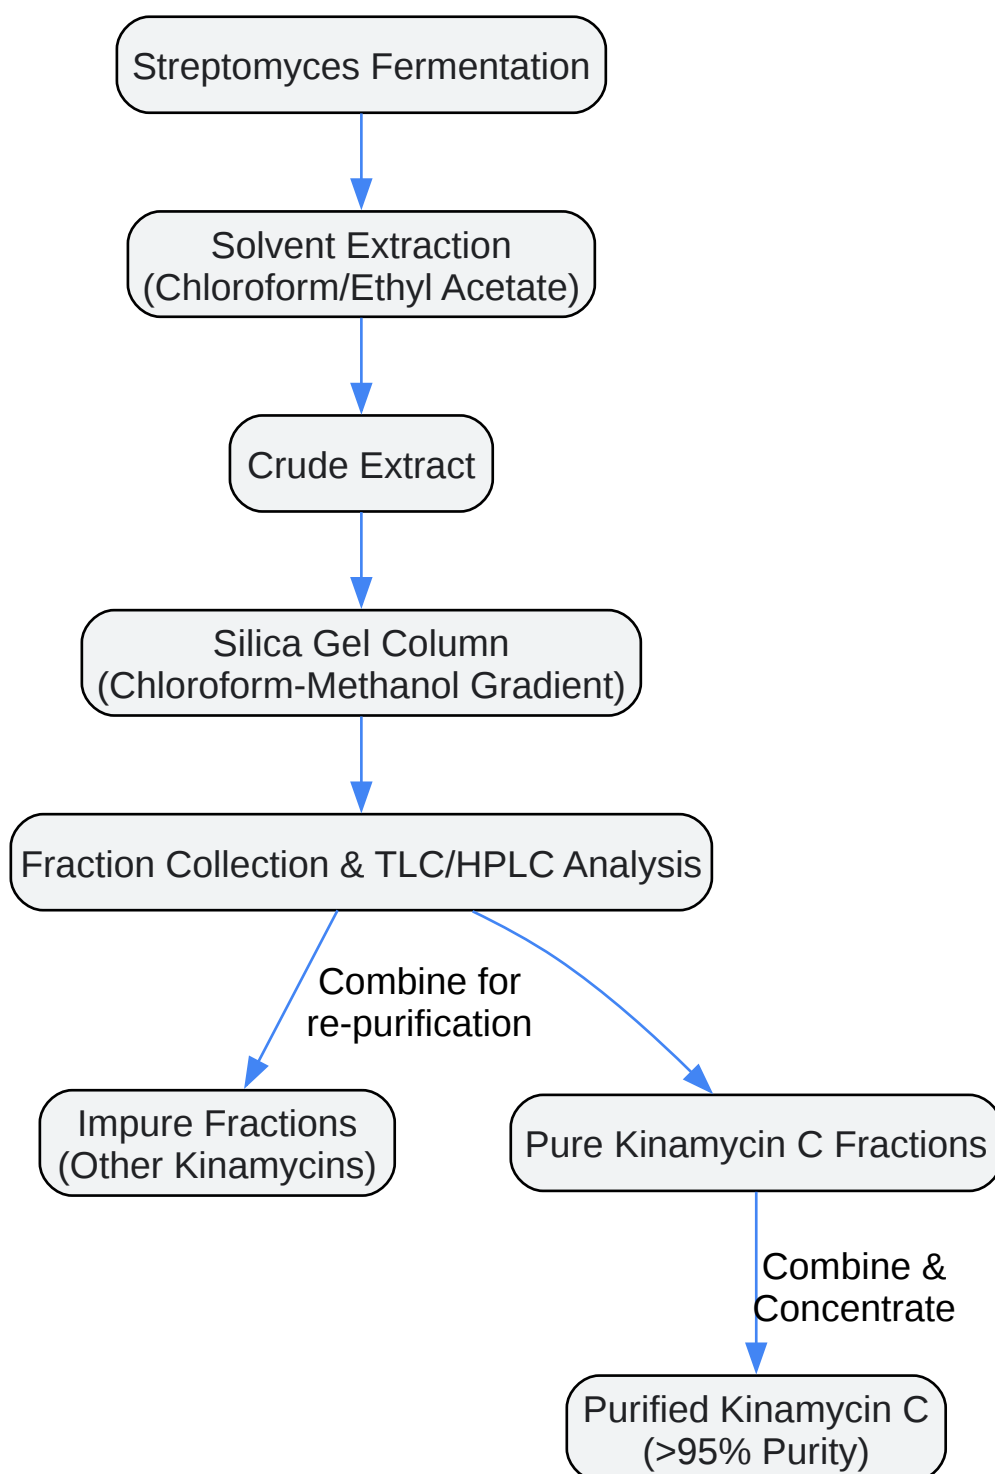 Streptomyces Fermentation
Solvent Extraction
(Chloroform/Ethyl Acetate)
Crude Extract
Silica Gel Column
(Chloroform-Methanol Gradient)
Fraction Collection & TLC/HPLC Analysis
Combine for
re-purification
Impure Fractions
(Other Kinamycins)
Pure Kinamycin C Fractions
Combine &
Concentrate
Purified Kinamycin C
(>95% Purity)